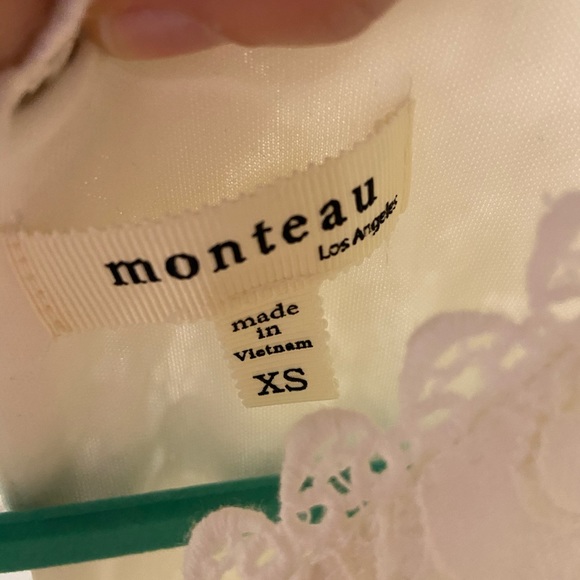 monteau
Los Angeles
made
in
Vietnam
XS